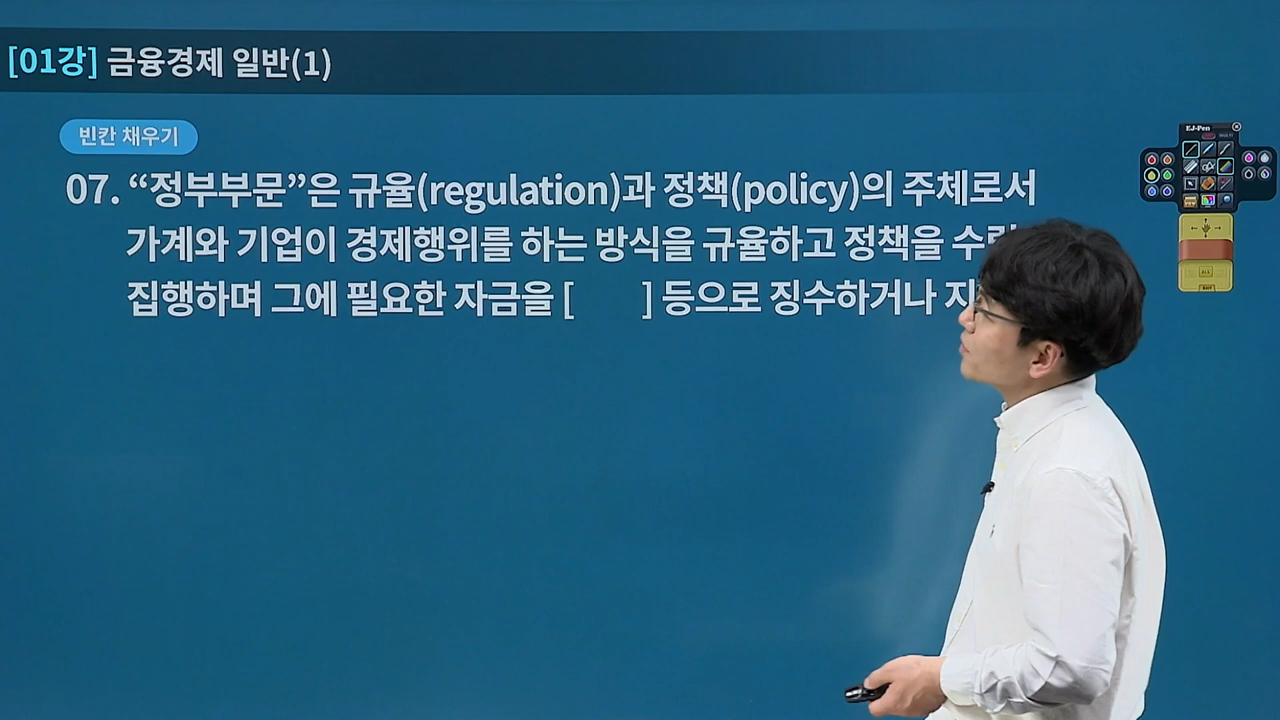 [01강] 금융경제 일반(1)
빈칸 채우기
07. “정부부문”은 규율(regulation)과 정책(policy)의 주체로서
가계와 기업이 경제행위를 하는 방식을 규율하고 정책을
집행하며 그에 필요한 자금을 [ ] 등으로 징수하거나
EJ-Pen